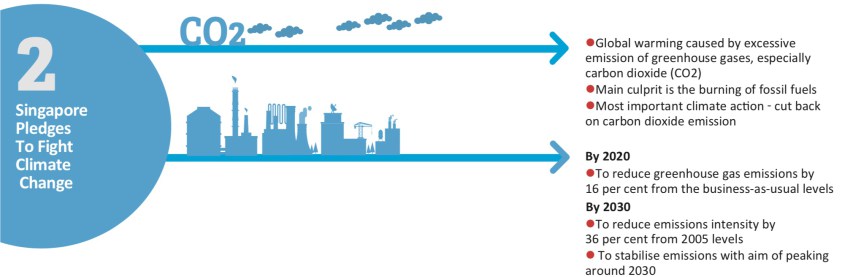 2
Singapore
Pledges
To Fight
Climate
Change
CO2
●Global warming caused by excessive
emission of greenhouse gases, especially
carbon dioxide (CO2)
●Main culprit is the burning of fossil fuels
●Most important climate action - cut back
on carbon dioxide emission
By 2020
●To reduce greenhouse gas emissions by
16 per cent from the business-as-usual levels
By 2030
●To reduce emissions intensity by
36 per cent from 2005 levels
● To stabilise emissions with aim of peaking
around 2030